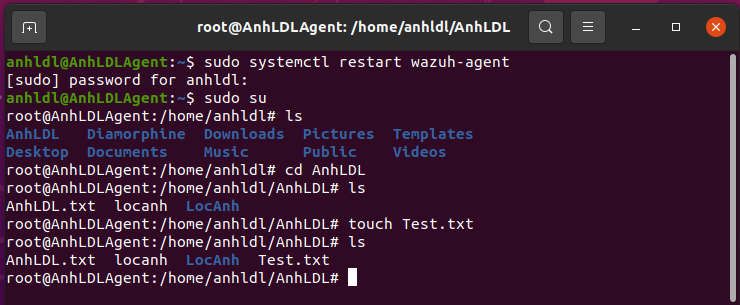 root@AnhLDLAgent: /home/anhldl/AnhLDL
anhldl@AnhLDLAgent:~$ sudo systemctl restart wazuh-agent
[sudo] password for anhldl:
anhldl@AnhLDLAgent:~$ sudo su
root@AnhLDLAgent:/home/anhldl# ls
AnhLDL   Diamorphine  Downloads  Pictures  Templates
Desktop  Documents    Music      Public    Videos
root@AnhLDLAgent:/home/anhldl# cd AnhLDL
root@AnhLDLAgent:/home/anhldl/AnhLDL# ls
AnhLDL.txt  locanh  LocAnh
root@AnhLDLAgent:/home/anhldl/AnhLDL# touch Test.txt
root@AnhLDLAgent:/home/anhldl/AnhLDL# ls
AnhLDL.txt  locanh  LocAnh  Test.txt
root@AnhLDLAgent:/home/anhldl/AnhLDL#